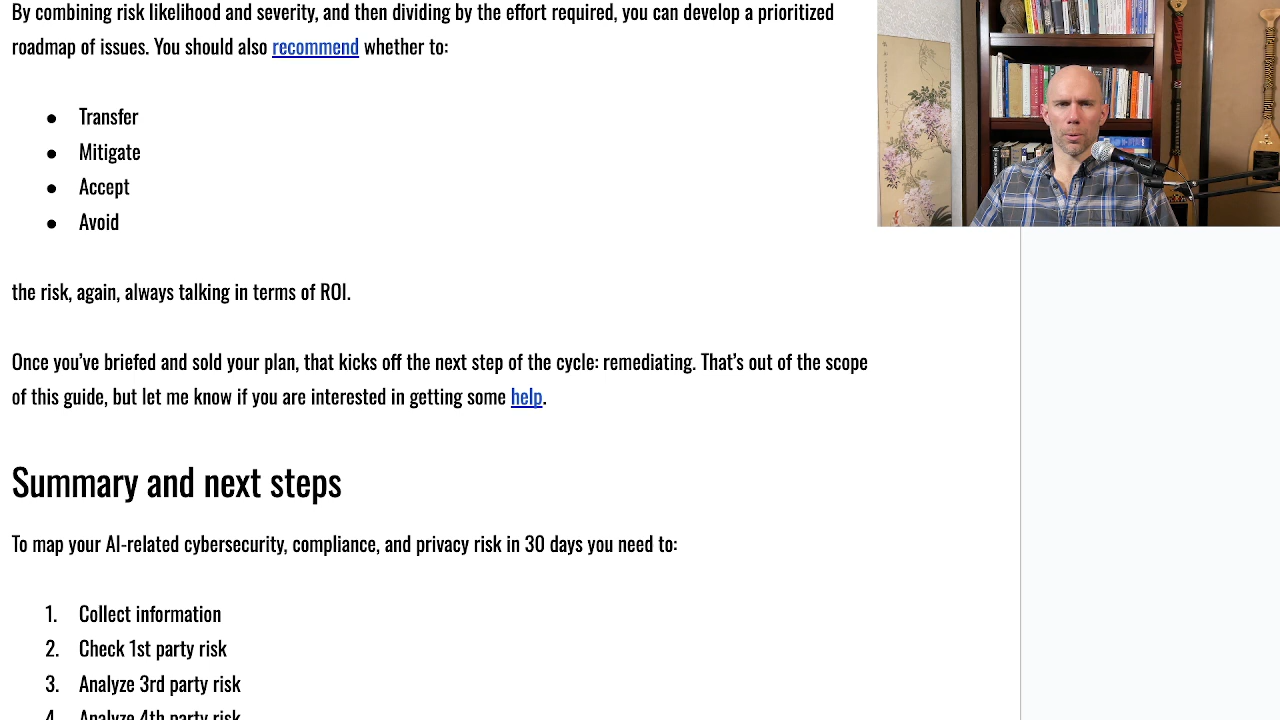 By combining risk likelihood and severity, and then dividing by the effort required, you can develop a prioritized
roadmap of issues. You should also recommend whether to:
● Transfer
● Mitigate
● Accept
● Avoid
the risk, again, always talking in terms of ROI.
Once you’ve briefed and sold your plan, that kicks off the next step of the cycle: remediating. That’s out of the scope
of this guide, but let me know if you are interested in getting some help.
Summary and next steps
To map your AI-related cybersecurity, compliance, and privacy risk in 30 days you need to:
1. Collect information
2. Check 1st party risk
3. Analyze 3rd party risk
4. Analyze 4th party risk